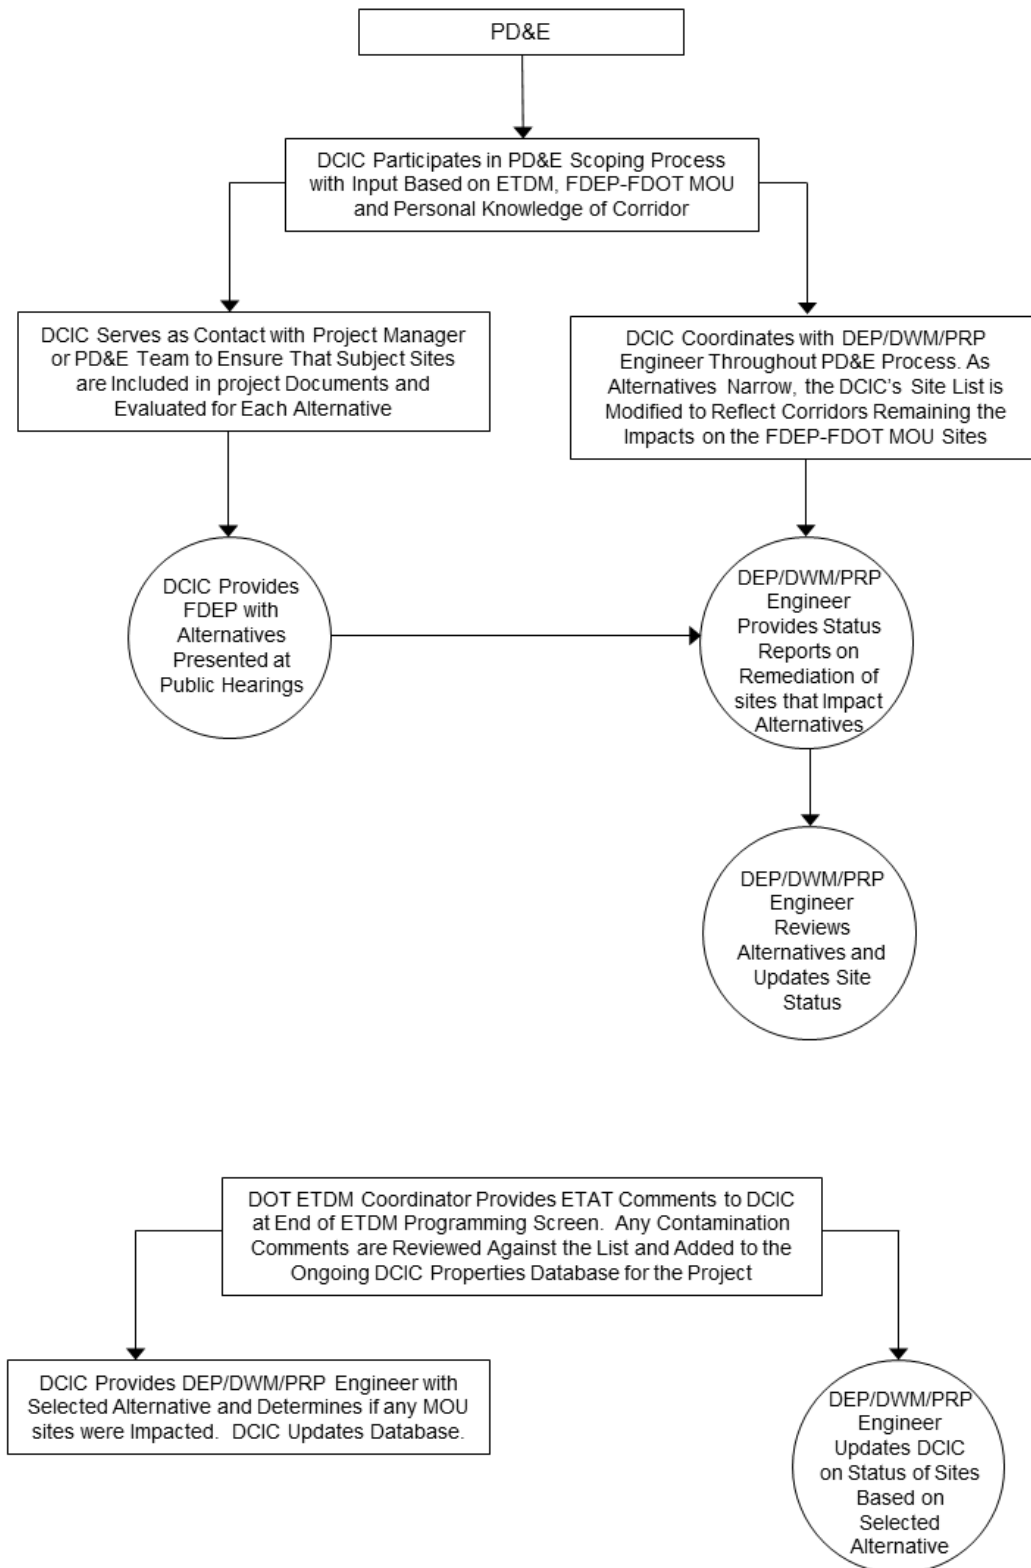 PD&E
DCIC Participates in PD&E Scoping Process
with Input Based on ETDM, FDEP-FDOT MOU
and Personal Knowledge of Corridor
DCIC Serves as Contact with Project Manager
or PD&E Team to Ensure That Subject Sites
are Included in project Documents and
Evaluated for Each Alternative
DCIC Coordinates with DEP/DWM/PRP
Engineer Throughout PD&E Process. As
Alternatives Narrow, the DCIC's Site List is
Modified to Reflect Corridors Remaining the
Impacts on the FDEP-FDOT MOU Sites
DCIC Provides
FDEP with
Alternatives
Presented at
Public Hearings
DEP/DWM/PRP
Engineer
Provides Status
Reports on
Remediation of
sites that Impact
Alternatives
DEP/DWM/PRP
Engineer
Reviews
Alternatives and
Updates Site
Status
DOT ETDM Coordinator Provides ETAT Comments to DCIC
at End of ETDM Programming Screen. Any Contamination
Comments are Reviewed Against the List and Added to the
Ongoing DCIC Properties Database for the Project
DCIC Provides DEP/DWM/PRP Engineer with
Selected Alternative and Determines if any MOU
sites were Impacted. DCIC Updates Database.
DEP/DWM/PRP
Engineer
Updates DCIC
on Status of Sites
Based on
Selected
Alternative